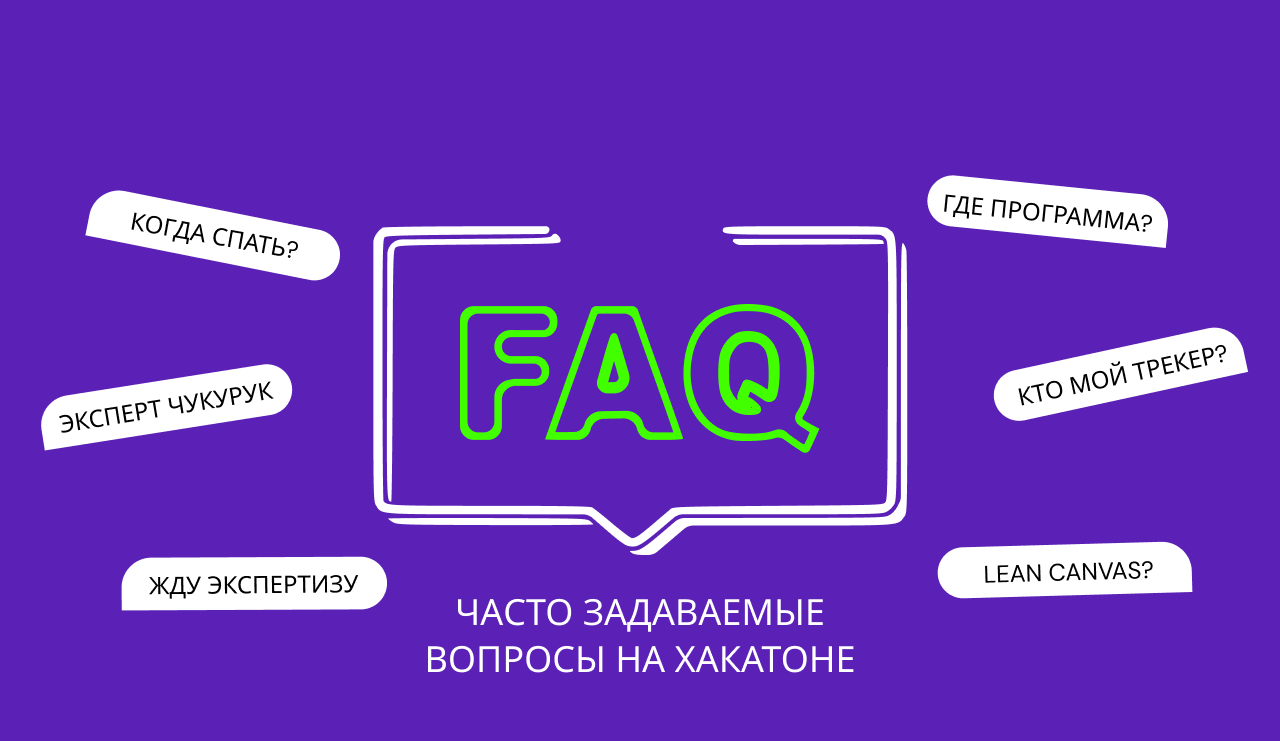 ГДЕ ПРОГРАММА?
КОГДА СПАТЬ?
FAQ
КТО МОЙ ТРЕКЕР?
ЭКСПЕРТ ЧУКУРУК
LEAN CANVAS?
ЖДУ ЭКСПЕРТИЗУ
ЧАСТО ЗАДАВАЕМЫЕ
ВОПРОСЫ НА ХАКАТОНЕ